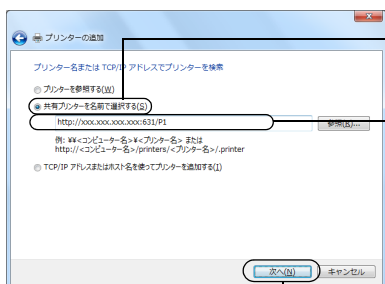 プリンターの追加
プリンター名または TCP/IP アドレスでプリンターを検索
プリンターを参照する(W)
共有プリンターを名前で選択する(S)
http://xxx.xxx.xxx.xxx:631/P1
参照(R)...
例: ¥¥<コンピューター名>¥<プリンター名> または
http://<コンピューター名>/printers/<プリンター名>/.printer
TCP/IP アドレスまたはホスト名を使ってプリンターを追加する(I)
次へ(N)
キャンセル